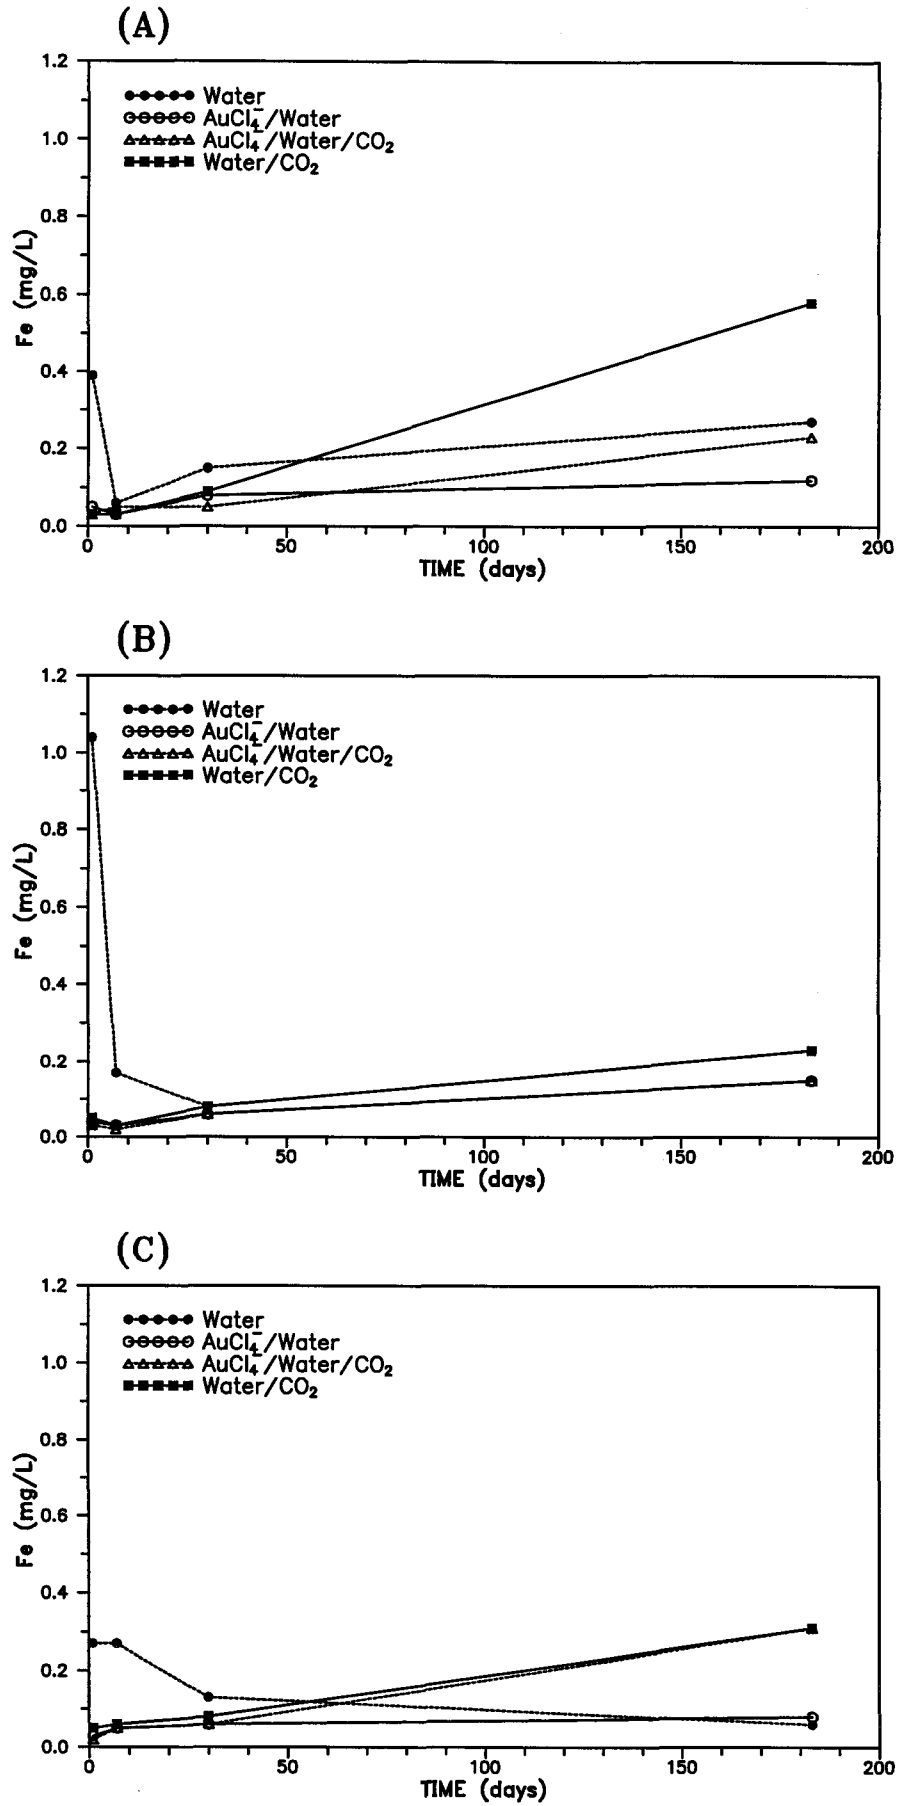 (A)
1.2
1.0
0.8
0.6
0.4
0.2
0.0
Fe (mg/L)
Water
AuCl₄⁻/Water
AuCl₄⁻/Water/CO₂
Water/CO₂
0 50 100 150 200
TIME (days)
(B)
1.2
1.0
0.8
0.6
0.4
0.2
0.0
Fe (mg/L)
Water
AuCl₄⁻/Water
AuCl₄⁻/Water/CO₂
Water/CO₂
0 50 100 150 200
TIME (days)
(C)
1.2
1.0
0.8
0.6
0.4
0.2
0.0
Fe (mg/L)
Water
AuCl₄⁻/Water
AuCl₄⁻/Water/CO₂
Water/CO₂
0 50 100 150 200
TIME (days)